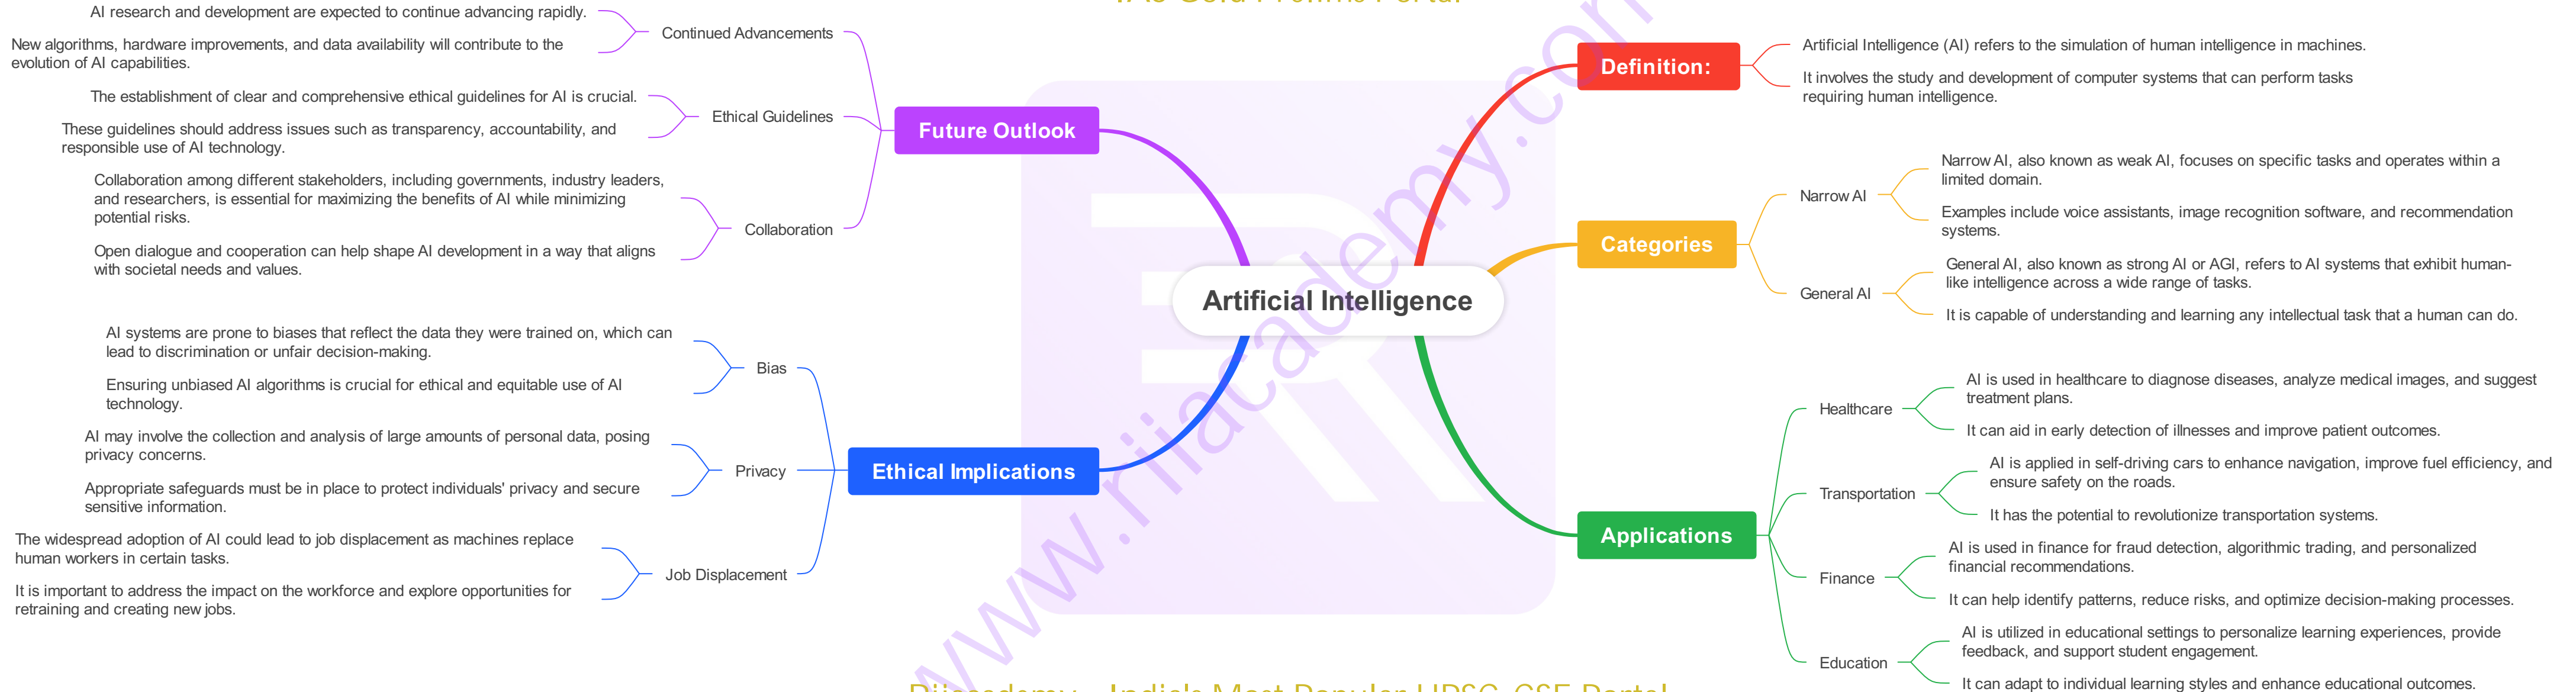 Artificial Intelligence
Definition:
Artificial Intelligence (AI) refers to the simulation of human intelligence in machines.
It involves the study and development of computer systems that can perform tasks
requiring human intelligence.
Categories
Narrow AI
Narrow AI, also known as weak AI, focuses on specific tasks and operates within a
limited domain.
Examples include voice assistants, image recognition software, and recommendation
systems.
General AI
General AI, also known as strong AI or AGI, refers to AI systems that exhibit human-
like intelligence across a wide range of tasks.
It is capable of understanding and learning any intellectual task that a human can do.
Applications
Healthcare
AI is used in healthcare to diagnose diseases, analyze medical images, and suggest
treatment plans.
It can aid in early detection of illnesses and improve patient outcomes.
Transportation
AI is applied in self-driving cars to enhance navigation, improve fuel efficiency, and
ensure safety on the roads.
It has the potential to revolutionize transportation systems.
Finance
AI is used in finance for fraud detection, algorithmic trading, and personalized
financial recommendations.
It can help identify patterns, reduce risks, and optimize decision-making processes.
Education
AI is utilized in educational settings to personalize learning experiences, provide
feedback, and support student engagement.
It can adapt to individual learning styles and enhance educational outcomes.
Future Outlook
Continued Advancements
AI research and development are expected to continue advancing rapidly.
New algorithms, hardware improvements, and data availability will contribute to the
evolution of AI capabilities.
Ethical Guidelines
The establishment of clear and comprehensive ethical guidelines for AI is crucial.
These guidelines should address issues such as transparency, accountability, and
responsible use of AI technology.
Collaboration
Collaboration among different stakeholders, including governments, industry leaders,
and researchers, is essential for maximizing the benefits of AI while minimizing
potential risks.
Open dialogue and cooperation can help shape AI development in a way that aligns
with societal needs and values.
Ethical Implications
Bias
AI systems are prone to biases that reflect the data they were trained on, which can
lead to discrimination or unfair decision-making.
Ensuring unbiased AI algorithms is crucial for ethical and equitable use of AI
technology.
Privacy
AI may involve the collection and analysis of large amounts of personal data, posing
privacy concerns.
Appropriate safeguards must be in place to protect individuals' privacy and secure
sensitive information.
Job Displacement
The widespread adoption of AI could lead to job displacement as machines replace
human workers in certain tasks.
It is important to address the impact on the workforce and explore opportunities for
retraining and creating new jobs.
India's Most Popular UPSC CSE Portal